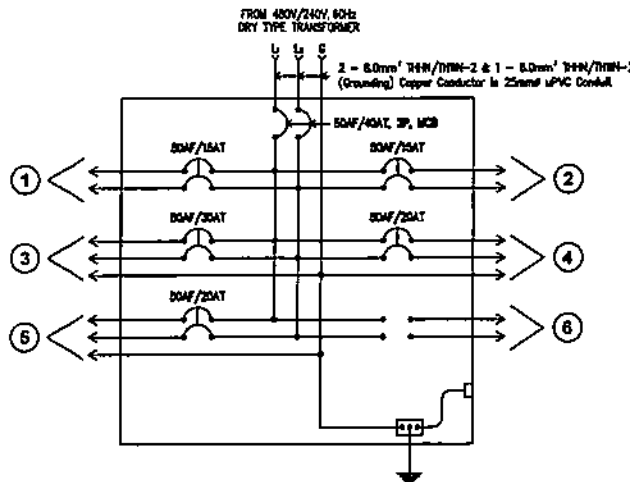 FROM 480V/240V, 60Hz
DRY TYPE TRANSFORMER
L₁ L₂ G
2 - 8.0mm² THHN/THWN-2 & 1 - 8.0mm² THHN/THWN-2
(Grounding) Copper Conductor in 25mmø uPVC Conduit
50AF/40AT, 2P, MCB
50AF/15AT 50AF/15AT
1 2
50AF/30AT 50AF/20AT
3 4
50AF/20AT
5 6